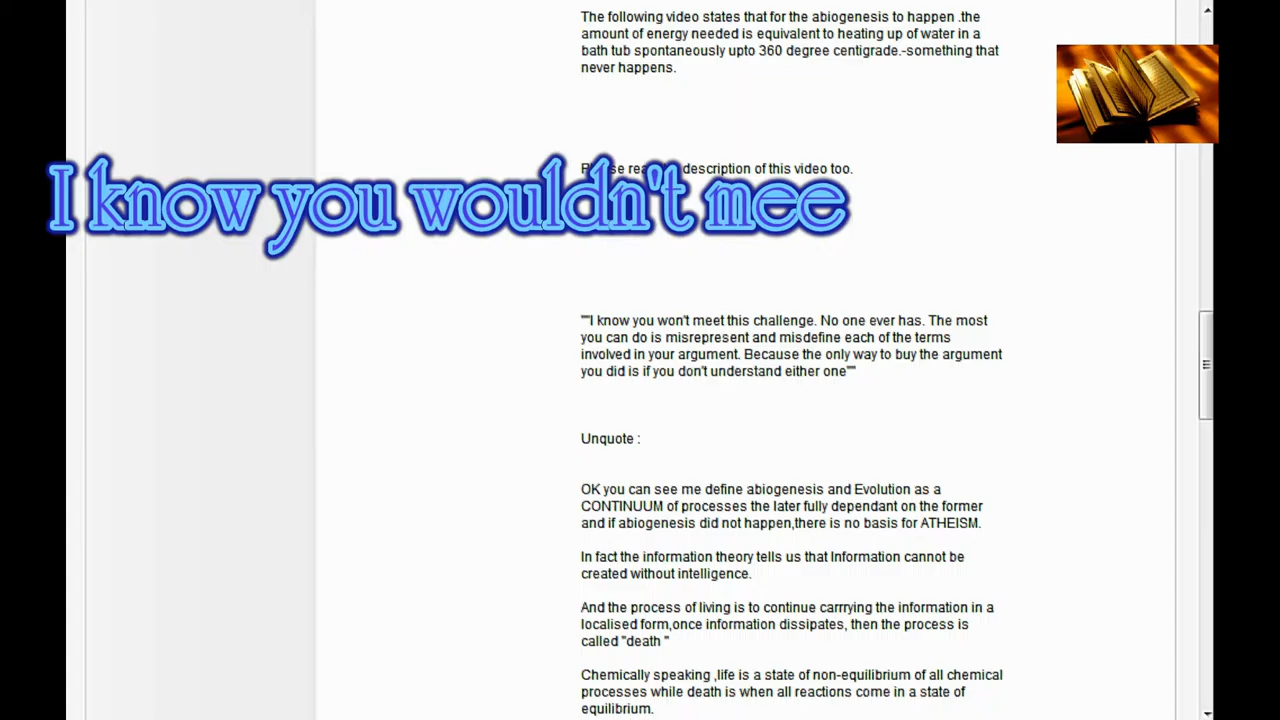 The following video states that for the abiogenesis to happen .the
amount of energy needed is equivalent to heating up of water in a
bath tub spontaneously upto 360 degree centigrade.-something that
never happens.
description of this video too.
I know you wouldn't mee
""I know you won't meet this challenge. No one ever has. The most
you can do is misrepresent and misdefine each of the terms
involved in your argument. Because the only way to buy the argument
you did is if you don't understand either one""
Unquote :
OK you can see me define abiogenesis and Evolution as a
CONTINUUM of processes the later fully dependant on the former
and if abiogenesis did not happen,there is no basis for ATHEISM.
In fact the information theory tells us that Information cannot be
created without intelligence.
And the process of living is to continue carrrying the information in a
localised form,once information dissipates, then the process is
called "death "
Chemically speaking ,life is a state of non-equilibrium of all chemical
processes while death is when all reactions come in a state of
equilibrium.